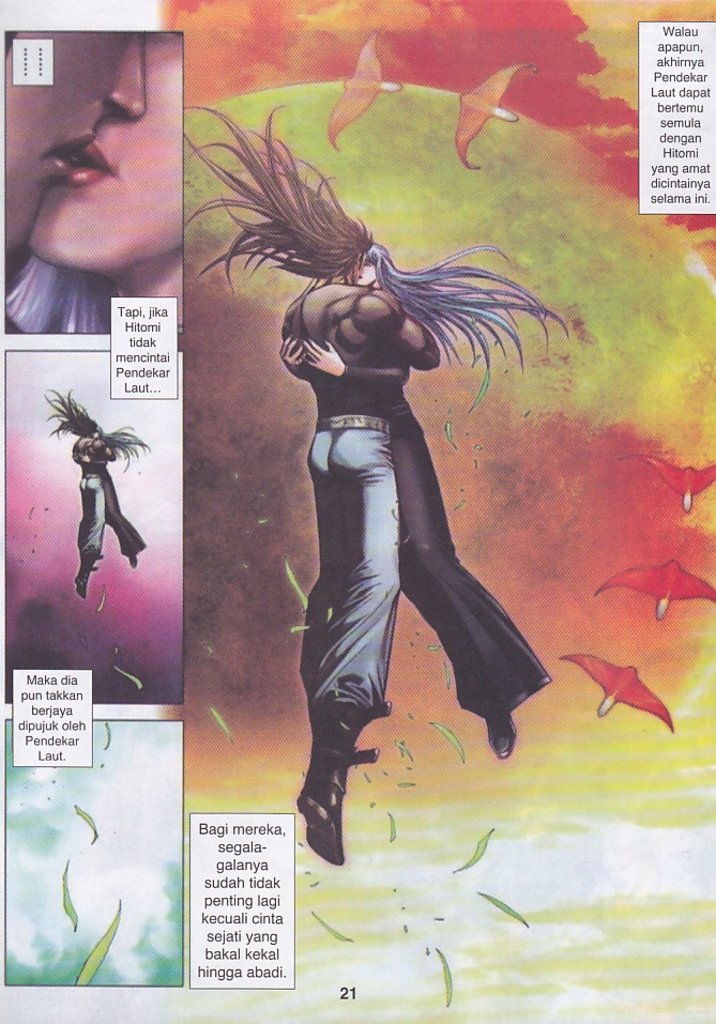 Walau
apapun,
akhirnya
Pendekar
Laut dapat
bertemu
semula
dengan
Hitomi
yang amat
dicintainya
selama ini.
Tapi, jika
Hitomi
tidak
mencintai
Pendekar
Laut...
Maka dia
pun takkan
berjaya
dipujuk oleh
Pendekar
Laut.
Bagi mereka,
segala-
galanya
sudah tidak
penting lagi
kecuali cinta
sejati yang
bakal kekal
hingga abadi.
21